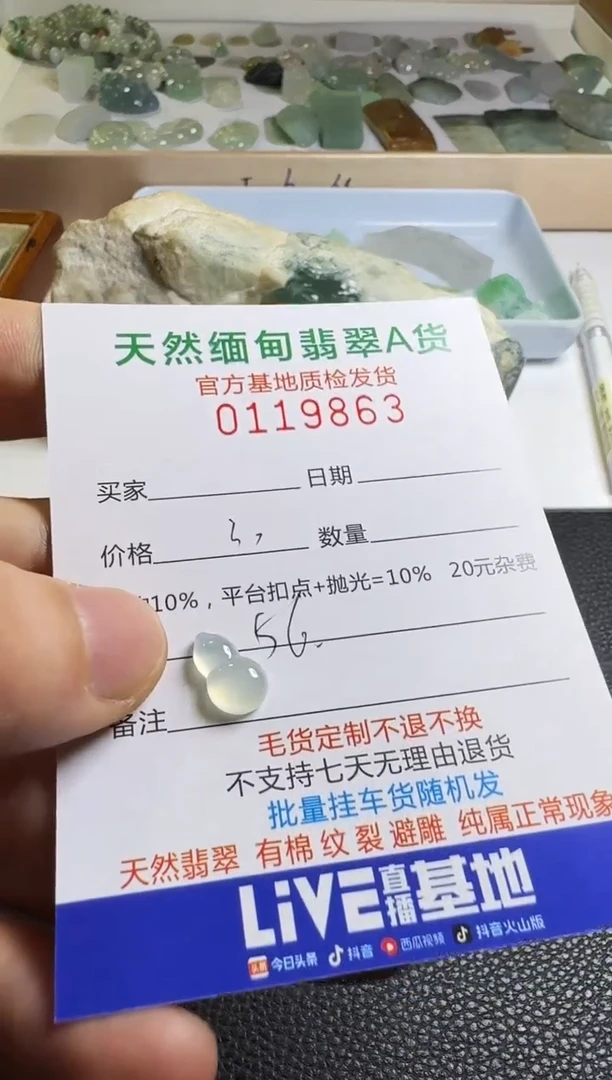 天然缅甸翡翠A货
官方基地质检发货
0119863
买家 日期
价格 数量
10%，平台扣点+抛光=10% 20元杂费
56.
备注
毛货定制不退不换
不支持七天无理由退货
批量挂车货随机发
天然翡翠 有棉 纹 裂 避雕 纯属正常现象
LiVE直播基地
头条 今日头条 抖音 西瓜视频 抖音火山版